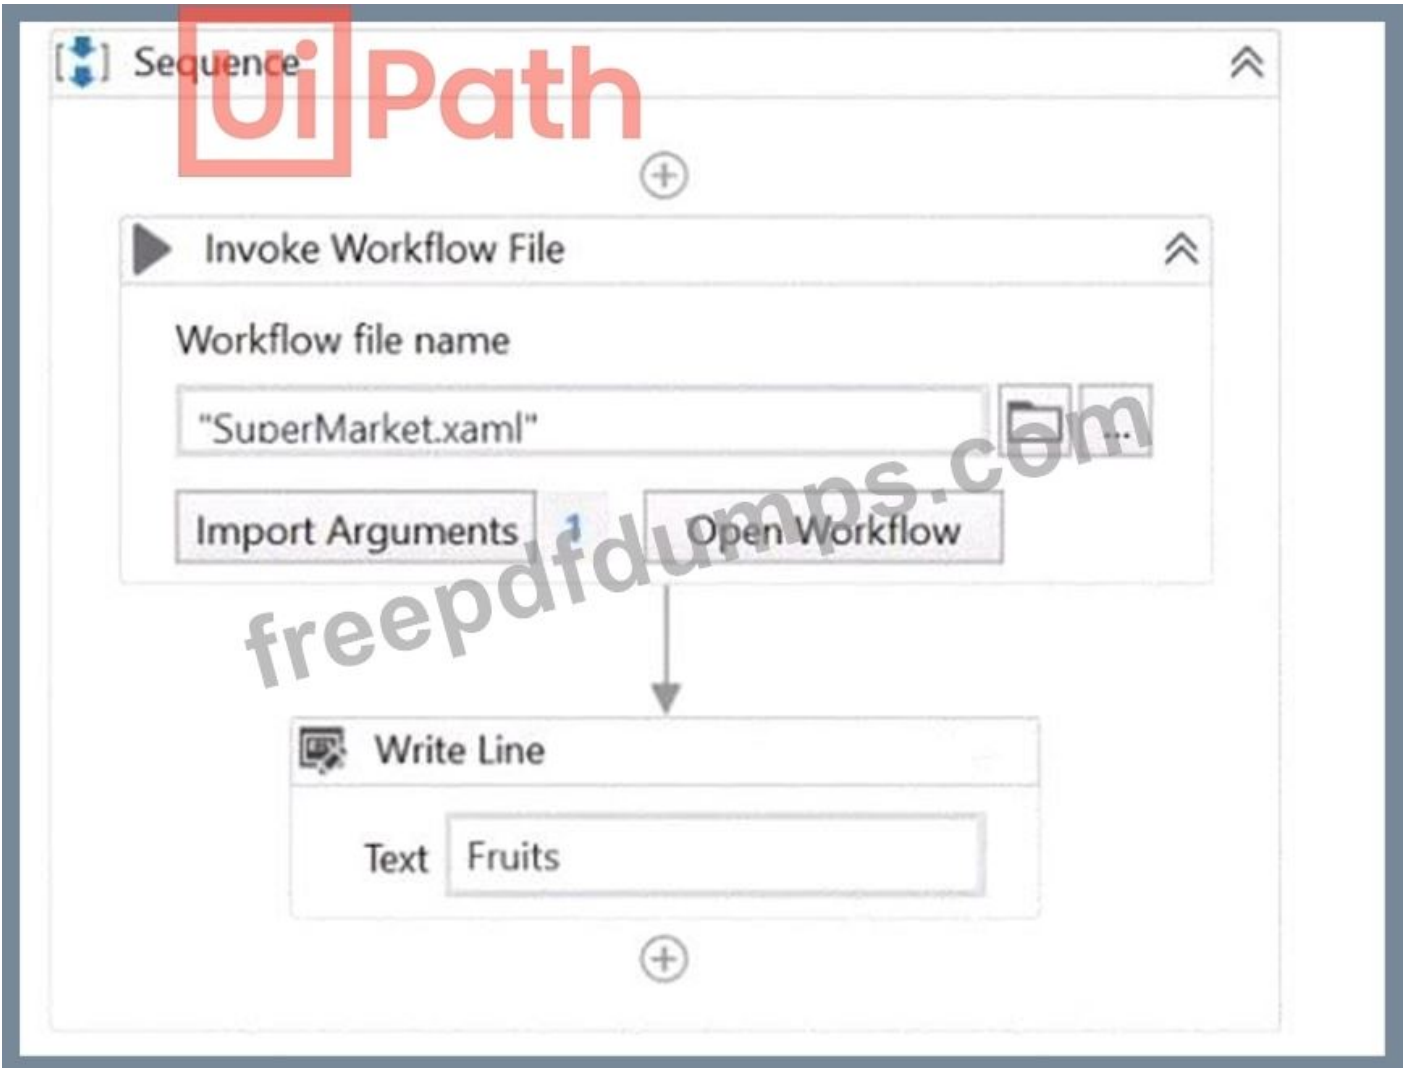 Sequence
UiPath
Invoke Workflow File
Workflow file name
"SuperMarket.xaml"
...
Import Arguments 1 Open Workflow
freepdfdumps.com
Write Line
Text Fruits